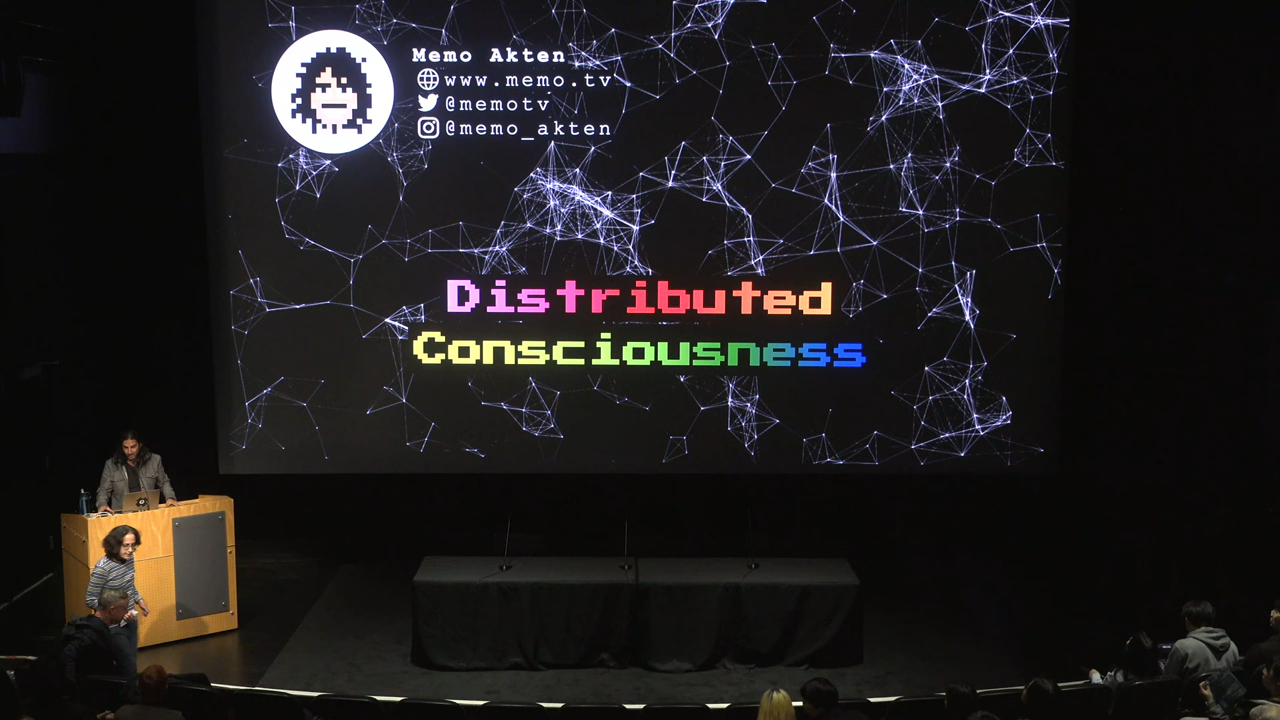 Memo Akten
www.memo.tv
@memotv
@memo_akten
Distributed
Consciousness